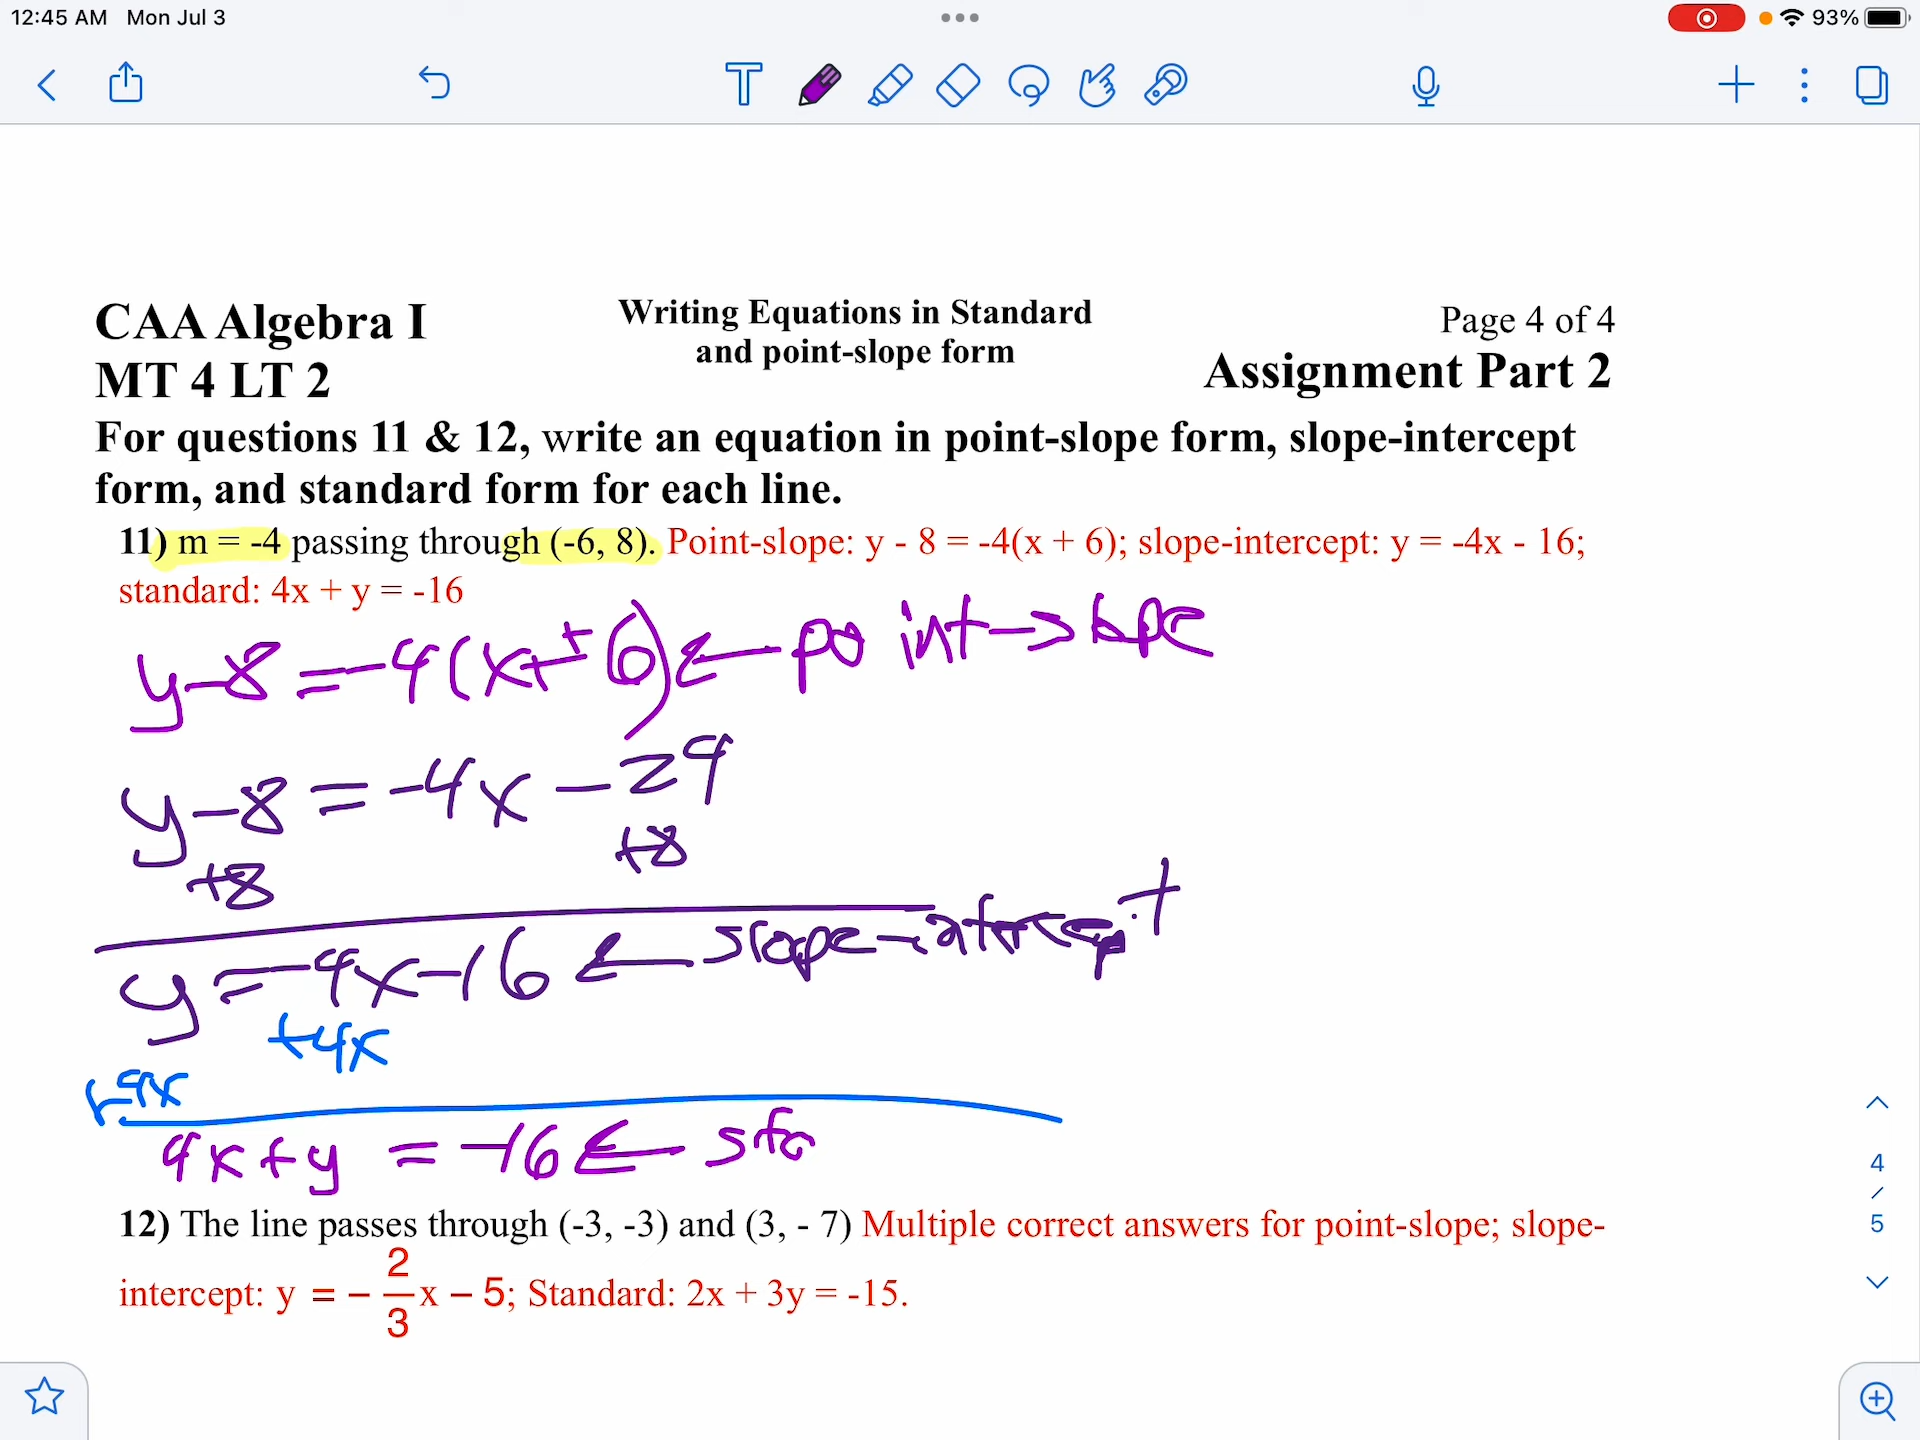 12:45 AM Mon Jul 3
93%
CAA Algebra I
Writing Equations in Standard
and point-slope form
Page 4 of 4
MT 4 LT 2
Assignment Part 2
For questions 11 & 12, write an equation in point-slope form, slope-intercept
form, and standard form for each line.
11) m = -4 passing through (-6, 8). Point-slope: y - 8 = -4(x + 6); slope-intercept: y = -4x - 16;
standard: 4x + y = -16
y-8=-4(x++6) ← point→slope
y-8=-4x-24
+8 +8
y=-4x-16 ← slope-intercept
+4x
+4x
4x+y = -16 ← sta
12) The line passes through (-3, -3) and (3, - 7) Multiple correct answers for point-slope; slope-
intercept: y = - 2/3 x - 5; Standard: 2x + 3y = -15.
4
/
5